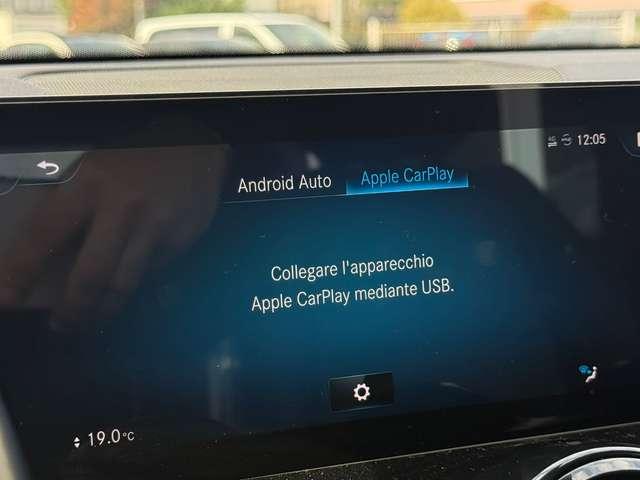 12:05
Android Auto
Apple CarPlay
Collegare l'apparecchio
Apple CarPlay mediante USB.
19.0°C